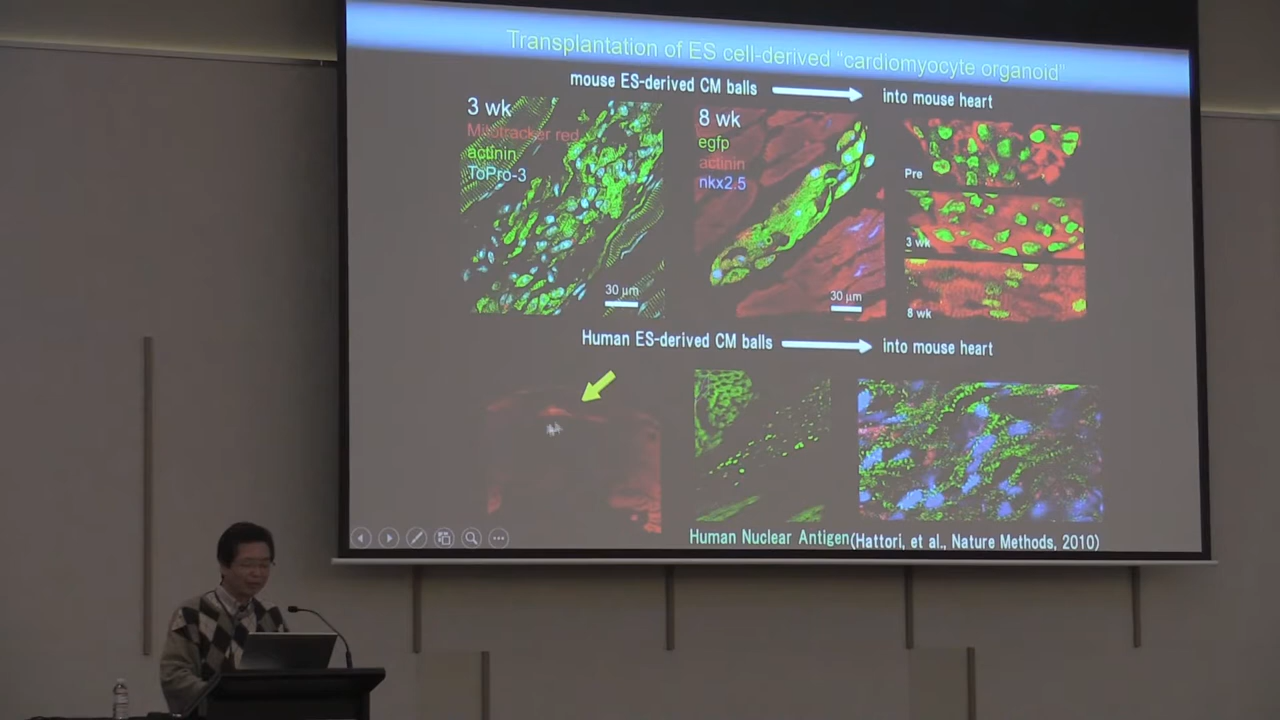 Transplantation of ES cell-derived “cardiomyocyte organoid”
mouse ES-derived CM balls
into mouse heart
3 wk
Mitotracker red
actinin
ToPro-3
30 μm
8 wk
egfp
actinin
nkx2.5
30 μm
Pre
3 wk
8 wk
Human ES-derived CM balls
into mouse heart
Human Nuclear Antigen (Hattori, et al., Nature Methods, 2010)